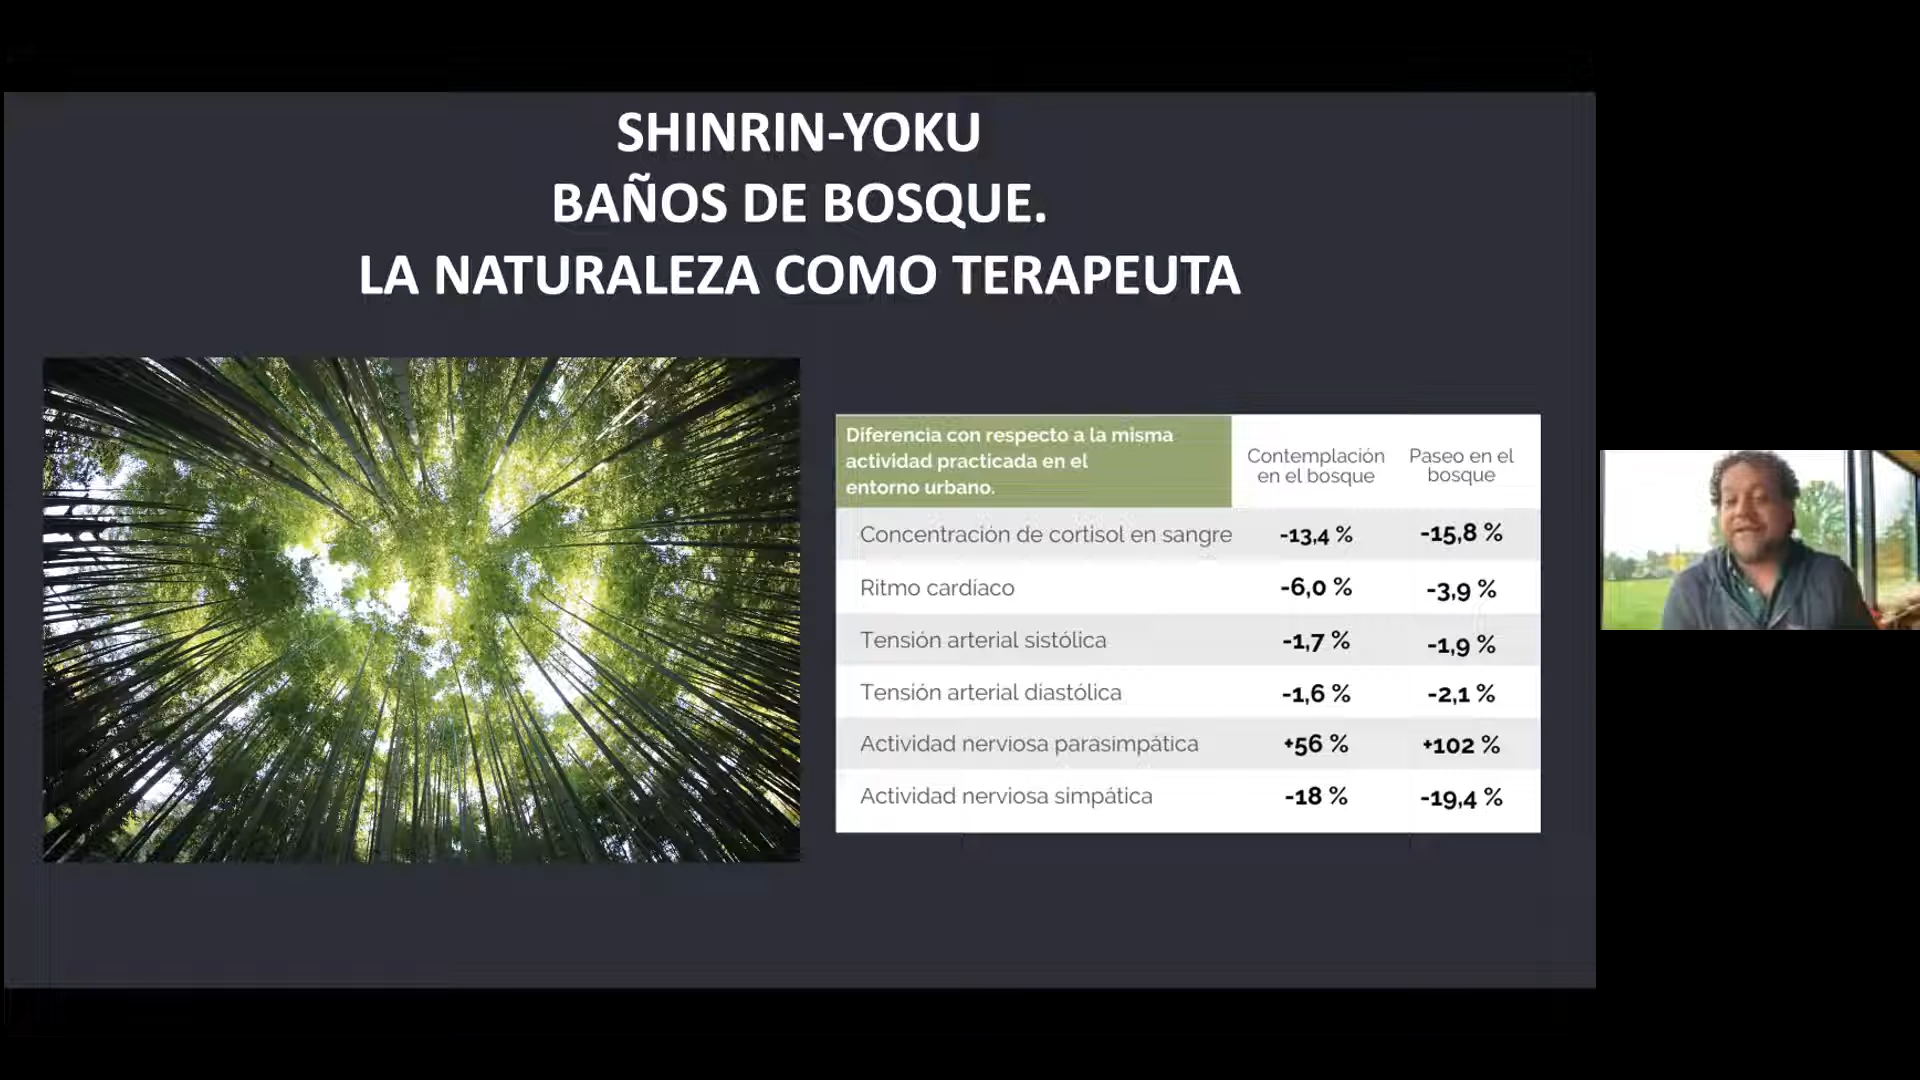 SHINRIN-YOKU
BAÑOS DE BOSQUE.
LA NATURALEZA COMO TERAPEUTA
Diferencia con respecto a la misma
actividad practicada en el
entorno urbano.
Contemplación
en el bosque
Paseo en el
bosque
Concentración de cortisol en sangre -13,4 % -15,8 %
Ritmo cardíaco -6,0 % -3,9 %
Tensión arterial sistólica -1,7 % -1,9 %
Tensión arterial diastólica -1,6 % -2,1 %
Actividad nerviosa parasimpática +56 % +102 %
Actividad nerviosa simpática -18 % -19,4 %